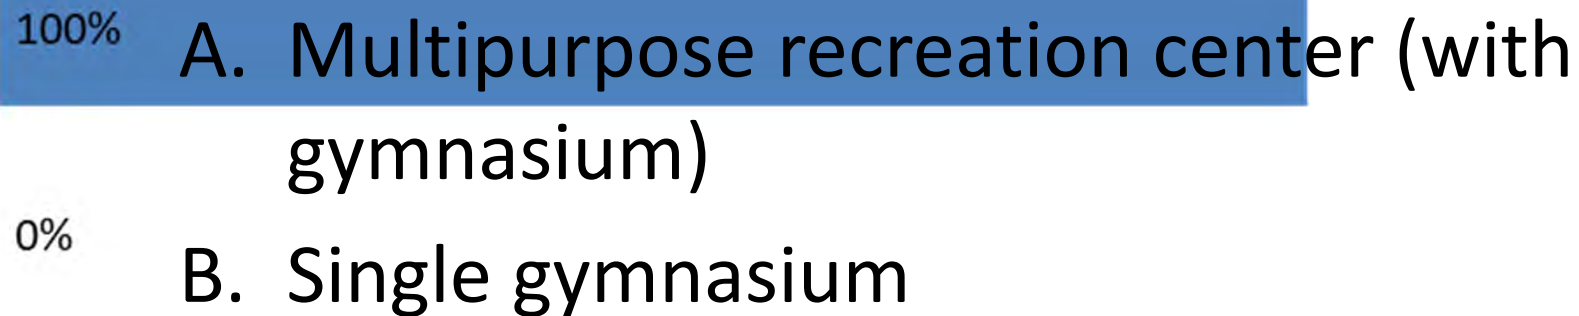 100% A. Multipurpose recreation center (with
gymnasium)
0% B. Single gymnasium